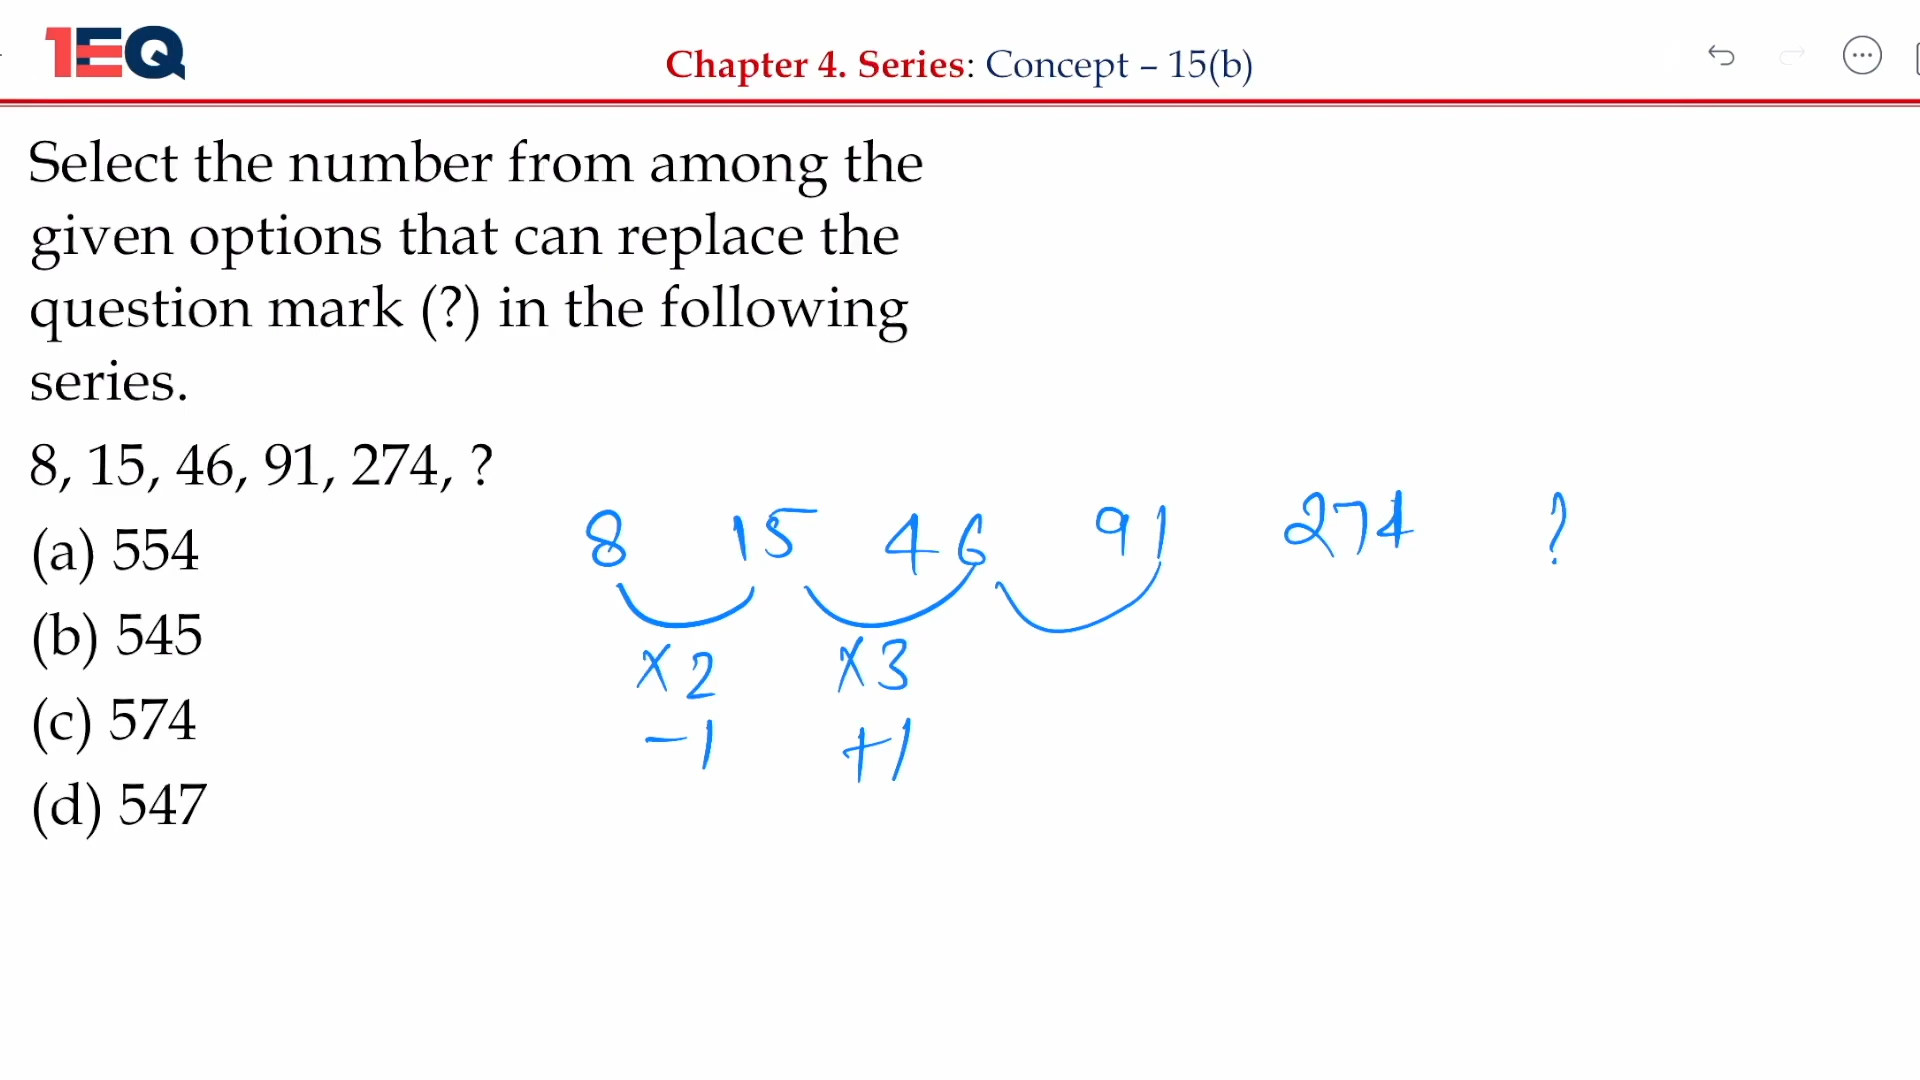 1EQ
Chapter 4. Series: Concept – 15(b)
Select the number from among the
given options that can replace the
question mark (?) in the following
series.
8, 15, 46, 91, 274, ?
(a) 554
(b) 545
(c) 574
(d) 547
8 15 46 91 274 ?
×2 ×3
-1 +1